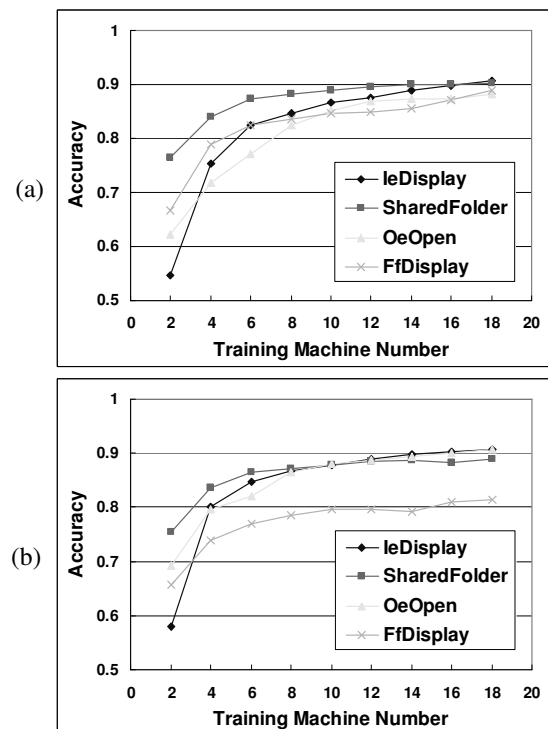 (a)
Accuracy
1
0.9
0.8
0.7
0.6
0.5
IeDisplay
SharedFolder
OeOpen
FfDisplay
0 2 4 6 8 10 12 14 16 18 20
Training Machine Number
(b)
Accuracy
1
0.9
0.8
0.7
0.6
0.5
IeDisplay
SharedFolder
OeOpen
FfDisplay
0 2 4 6 8 10 12 14 16 18 20
Training Machine Number